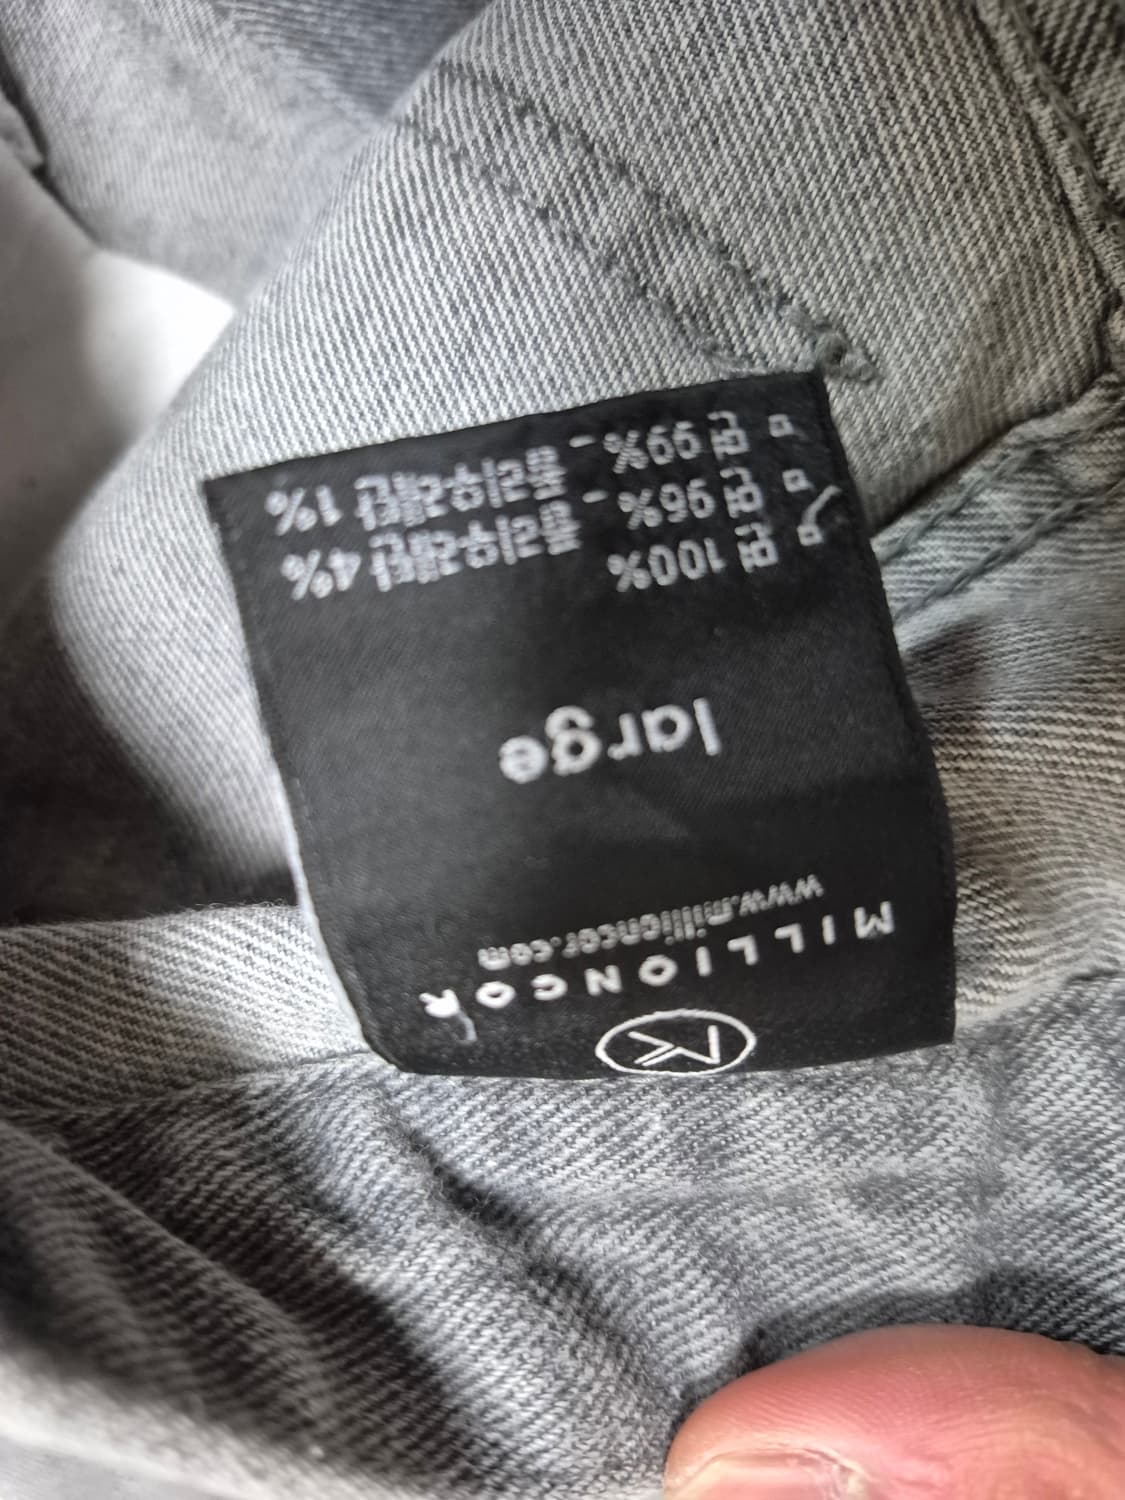 MILLIONCOR
www.millioncor.com
large
면 100%
면 96% - 폴리우레탄 4%
면 99% - 폴리우레탄 1%